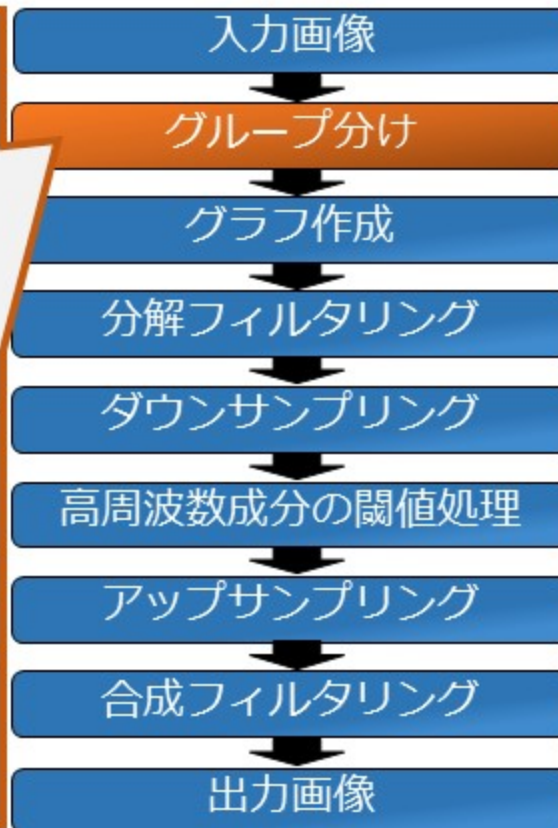 入力画像
グループ分け
グラフ作成
分解フィルタリング
ダウンサンプリング
高周波数成分の閾値処理
アップサンプリング
合成フィルタリング
出力画像